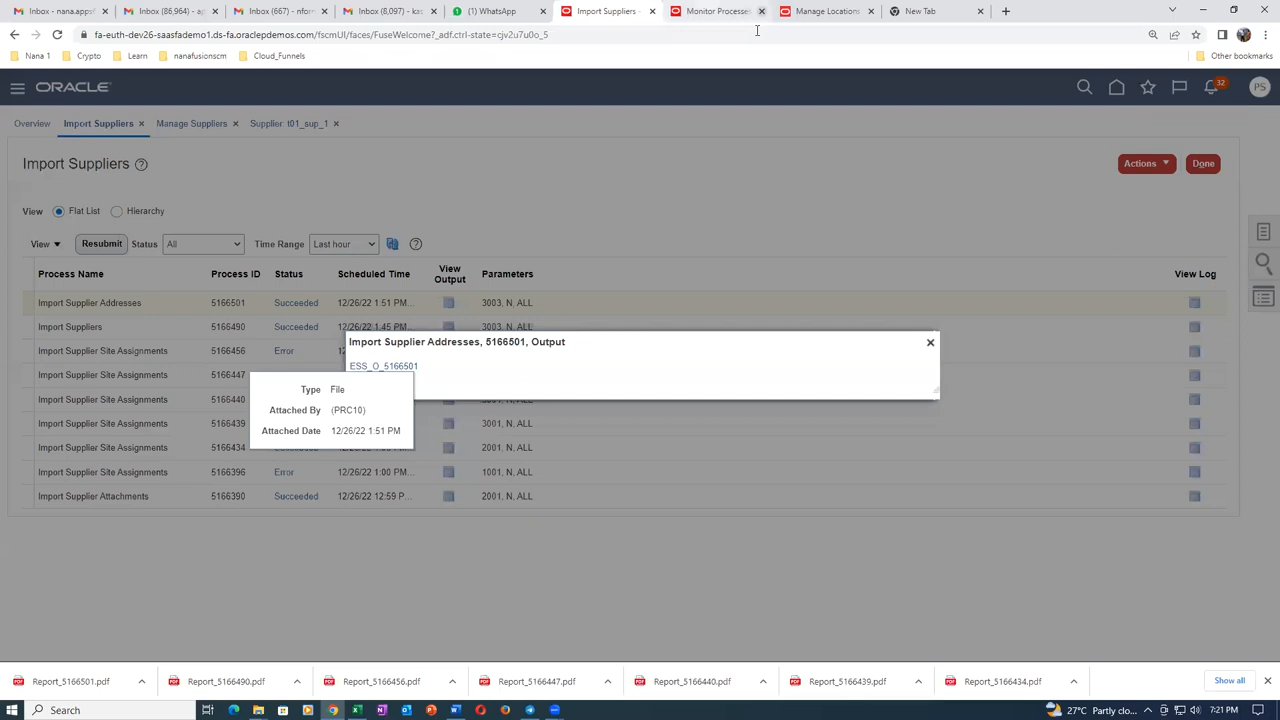 Inbox - nana.apps@
Inbox (86,964) - ap
Inbox (667) - nfom
Inbox (8,097) - kas
(1) WhatsApp
Import Suppliers -
Monitor Processes
Manage Locations
New Tab
fa-euth-dev26-saasfademo1.ds-fa.oraclepdemos.com/fscmUI/faces/FuseWelcome?_adf.ctrl-state=cjv2u7u0o_5
Nana 1
Crypto
Learn
nanafusionscm
Cloud_Funnels
Other bookmarks
ORACLE
32
PS
Overview
Import Suppliers
Manage Suppliers
Supplier: t01_sup_1
Import Suppliers
Actions
Done
View
Flat List
Hierarchy
View
Resubmit
Status
All
Time Range
Last hour
Process Name
Process ID
Status
Scheduled Time
View Output
Parameters
View Log
Import Supplier Addresses 5166501 Succeeded 12/26/22 1:51 PM... 3003, N, ALL
Import Suppliers 5166490 Succeeded 12/26/22 1:45 PM... 3003, N, ALL
Import Supplier Addresses, 5166501, Output
Import Supplier Site Assignments 5166456 Error
ESS_O_5166501
Import Supplier Site Assignments 5166447
Type File
Import Supplier Site Assignments 5166440
Attached By (PRC10)
Import Supplier Site Assignments 5166439 3001, N, ALL
Attached Date 12/26/22 1:51 PM
Import Supplier Site Assignments 5166434 2001, N, ALL
Import Supplier Site Assignments 5166396 Error 12/26/22 1:00 PM... 1001, N, ALL
Import Supplier Attachments 5166390 Succeeded 12/26/22 12:59 P... 2001, N, ALL
Report_5166501.pdf
Report_5166490.pdf
Report_5166456.pdf
Report_5166447.pdf
Report_5166440.pdf
Report_5166439.pdf
Report_5166434.pdf
Show all
Search
27°C Partly clo...
7:21 PM